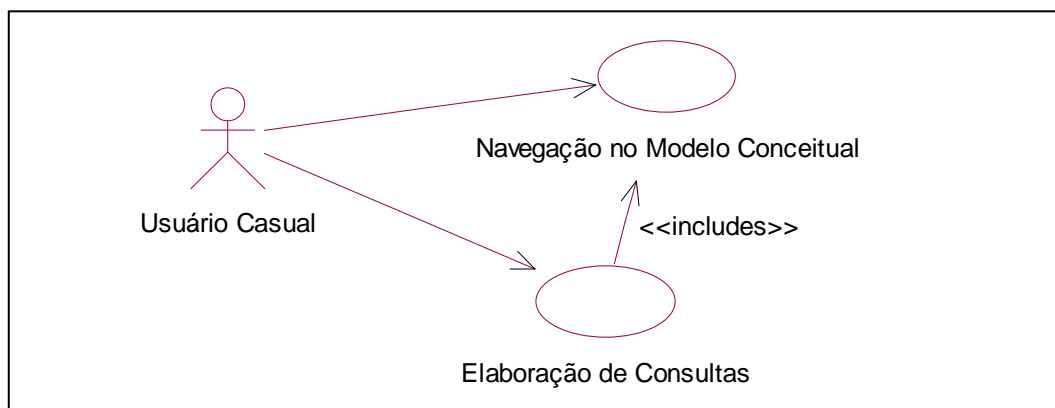 Navegação no Modelo Conceitual
Usuário Casual
<<includes>>
Elaboração de Consultas